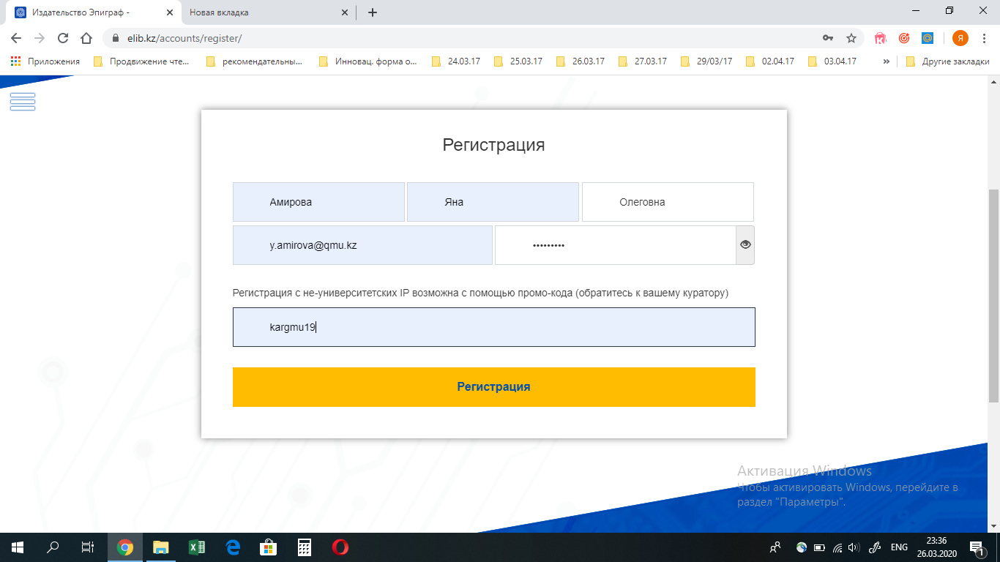 Издательство Эпиграф -
Новая вкладка
elib.kz/accounts/register/
Я
Приложения
Продвижение чте...
рекомендательны...
Инновац. форма о...
24.03.17
25.03.17
26.03.17
27.03.17
29/03/17
02.04.17
03.04.17
»
Другие закладки
Регистрация
Амирова
Яна
Олеговна
y.amirova@qmu.kz
•••••••••
Регистрация с не-университетских IP возможна с помощью промо-кода (обратитесь к вашему куратору)
kargmu19
Регистрация
Активация Windows
Чтобы активировать Windows, перейдите в
раздел "Параметры".
ENG
23:36
26.03.2020
1